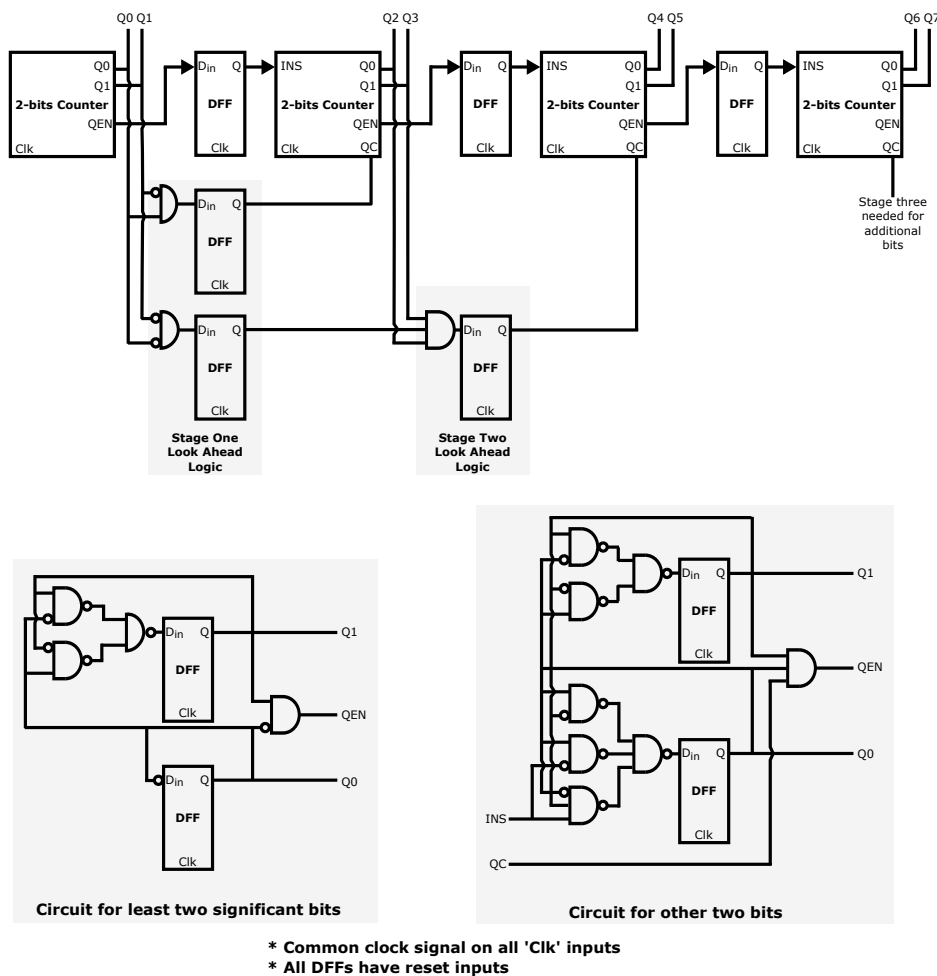 Q0 Q1
Q2 Q3
Q4 Q5
Q6 Q7
Q0
Q1
2-bits Counter
QEN
Clk
Din Q
DFF
Clk
INS
Q0
Q1
2-bits Counter
QEN
Clk
QC
Din Q
DFF
Clk
INS
Q0
Q1
2-bits Counter
QEN
Clk
QC
Din Q
DFF
Clk
INS
Q0
Q1
2-bits Counter
QEN
Clk
QC
Stage three
needed for
additional
bits
Din Q
DFF
Clk
Din Q
DFF
Clk
Stage One
Look Ahead
Logic
Din Q
DFF
Clk
Stage Two
Look Ahead
Logic
Din Q
DFF
Clk
Q1
QEN
Din Q
DFF
Clk
Q0
Circuit for least two significant bits
Din Q
DFF
Clk
Q1
QEN
Din Q
DFF
Clk
Q0
INS
QC
Circuit for other two bits
* Common clock signal on all 'Clk' inputs
* All DFFs have reset inputs